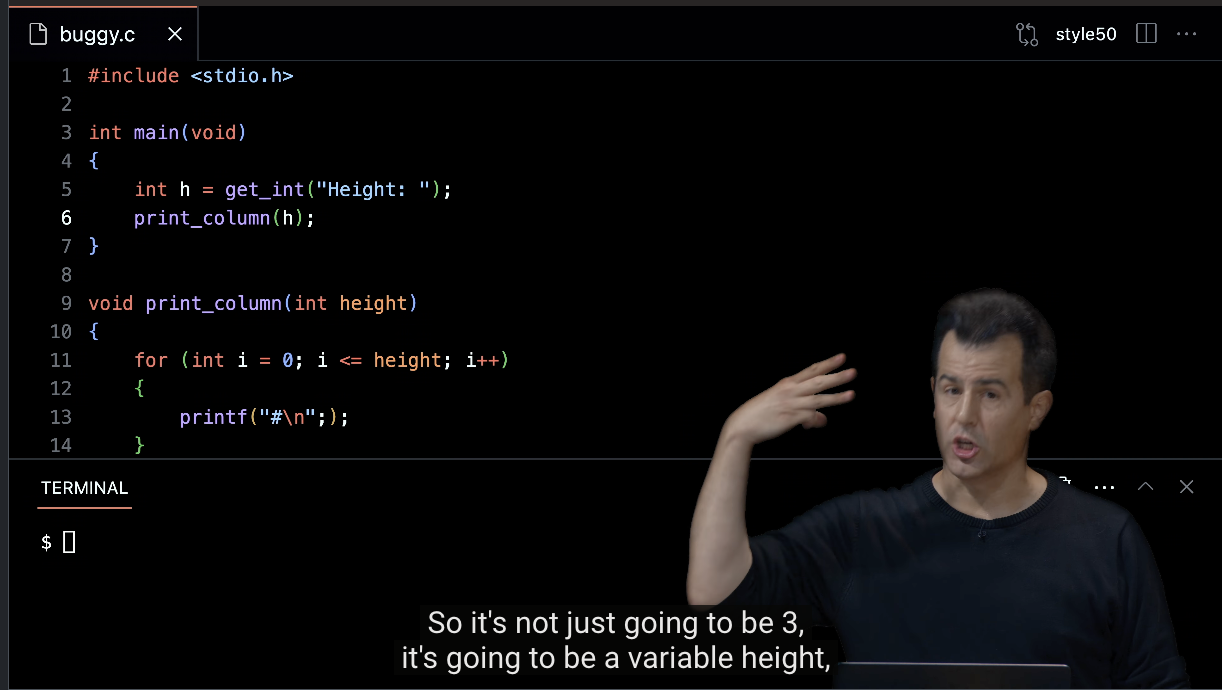 buggy.c
style50
1 #include <stdio.h>
2
3 int main(void)
4 {
5 int h = get_int("Height: ");
6 print_column(h);
7 }
8
9 void print_column(int height)
10 {
11 for (int i = 0; i <= height; i++)
12 {
13 printf("#\n";);
14 }
TERMINAL
$
So it's not just going to be 3,
it's going to be a variable height,